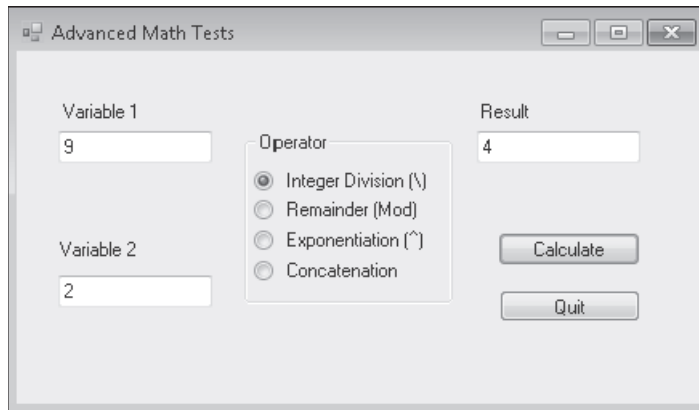 Advanced Math Tests
Variable 1
9
Operator
Integer Division (\)
Remainder (Mod)
Exponentiation (^)
Concatenation
Variable 2
2
Result
4
Calculate
Quit